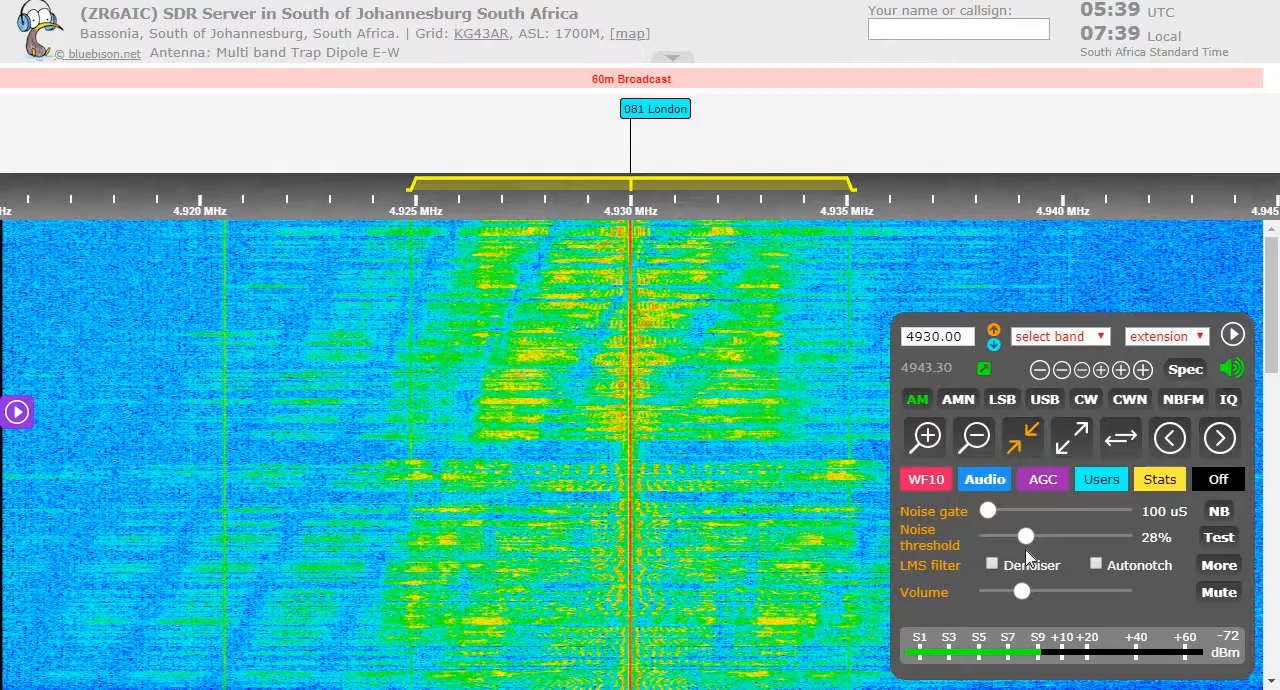 (ZR6AIC) SDR Server in South of Johannesburg South Africa
Bassonia, South of Johannesburg, South Africa. | Grid: KG43AR, ASL: 1700M, [map]
© bluebison.net Antenna: Multi band Trap Dipole E-W
Your name or callsign:
05:39 UTC
07:39 Local
South Africa Standard Time
60m Broadcast
081 London
Hz 4.920 MHz 4.925 MHz 4.930 MHz 4.935 MHz 4.940 MHz 4.945
4930.00 select band extension
4943.30 Spec
AM AMN LSB USB CW CWN NBFM IQ
WF10 Audio AGC Users Stats Off
Noise gate 100 uS NB
Noise threshold 28% Test
LMS filter Denoiser Autonotch More
Volume Mute
S1 S3 S5 S7 S9 +10 +20 +40 +60 -72 dBm